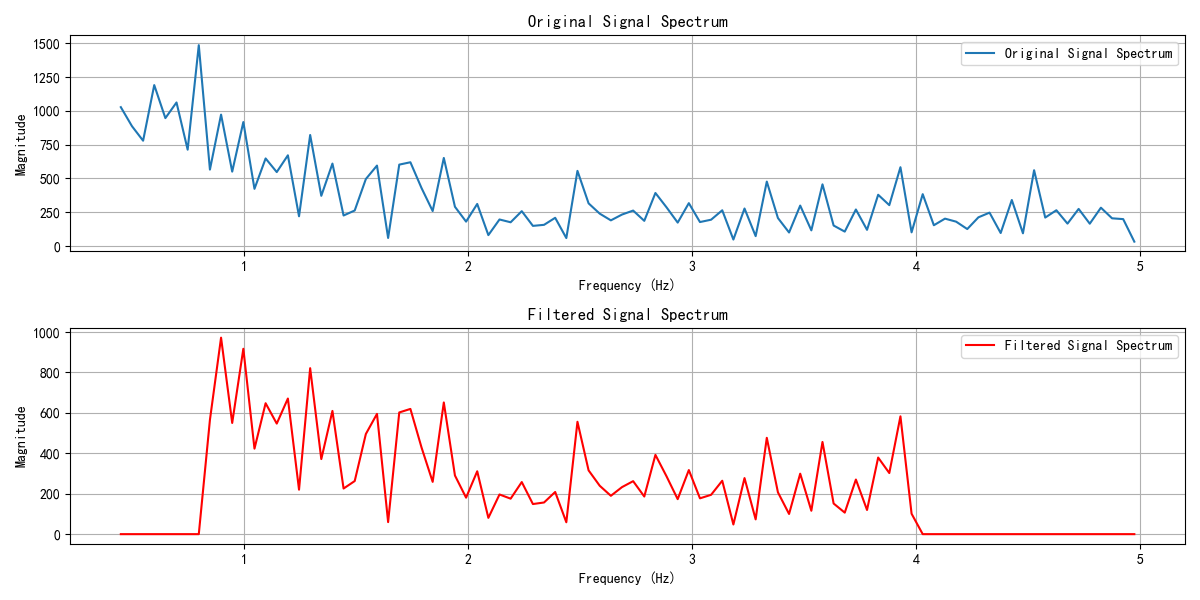 Original Signal Spectrum
1500
1250
1000
750
500
250
0
Magnitude
Original Signal Spectrum
1 2 3 4 5
Frequency (Hz)
Filtered Signal Spectrum
1000
800
600
400
200
0
Magnitude
Filtered Signal Spectrum
1 2 3 4 5
Frequency (Hz)